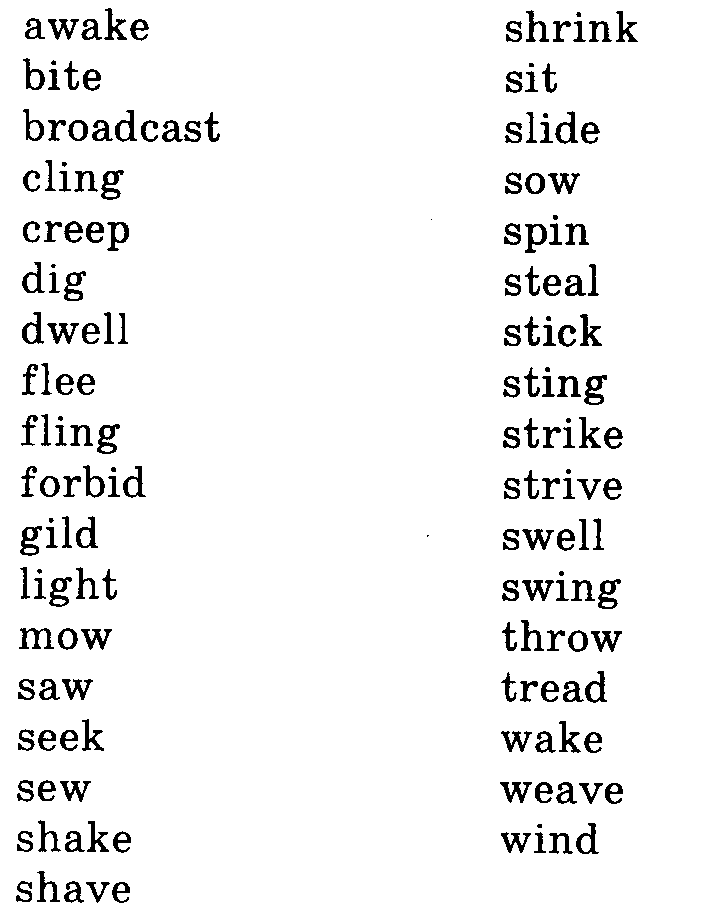 awake
bite
broadcast
cling
creep
dig
dwell
flee
fling
forbid
gild
light
mow
saw
seek
sew
shake
shave
shrink
sit
slide
sow
spin
steal
stick
sting
strike
strive
swell
swing
throw
tread
wake
weave
wind